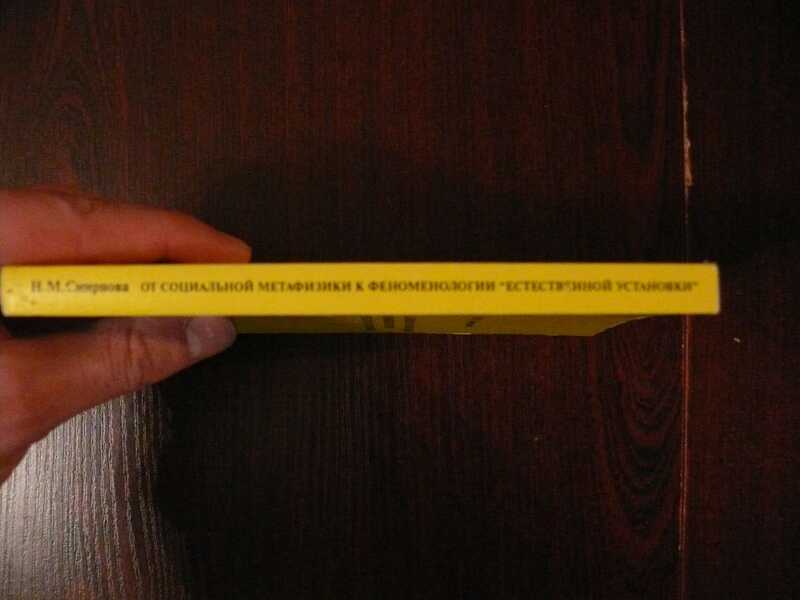 Н.М.Смирнова ОТ СОЦИАЛЬНОЙ МЕТАФИЗИКИ К ФЕНОМЕНОЛОГИИ "ЕСТЕСТВЕННОЙ УСТАНОВКИ"